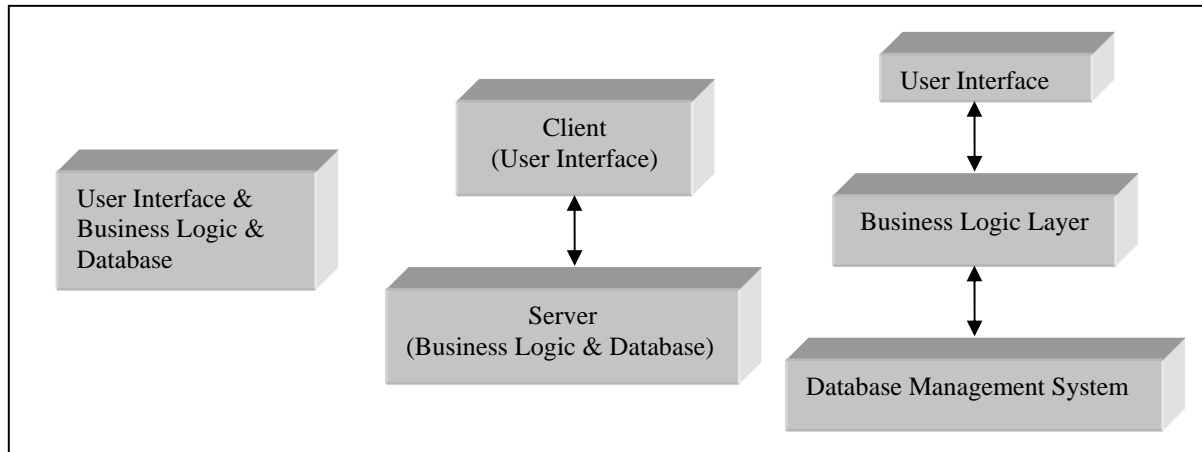 User Interface &
Business Logic &
Database
Client
(User Interface)
Server
(Business Logic & Database)
User Interface
Business Logic Layer
Database Management System